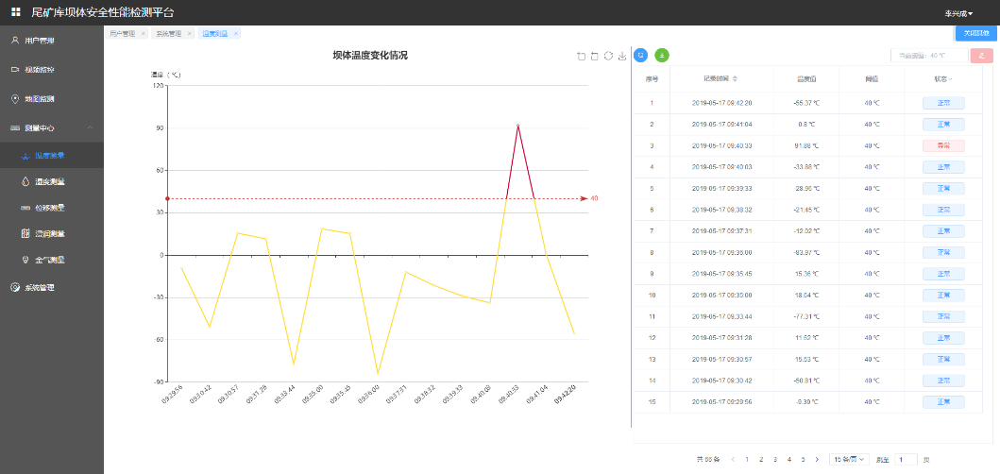 尾矿库坝体安全性能检测平台
李兴成
用户管理
视频监控
地图监测
测量中心
温度测量
湿度测量
位移测量
浸润测量
金气测量
系统管理
用户管理 ×
系统管理 ×
温度测量 ×
关闭其他
坝体温度变化情况
温度（℃）
120
90
60
30
0
-30
-60
-90
40
09:29:56
09:30:42
09:30:57
09:31:28
09:33:44
09:35:00
09:35:45
09:36:00
09:37:31
09:38:32
09:39:33
09:40:03
09:40:33
09:41:04
09:42:20
当前阈值：40 ℃
序号 记录时间 温度值 阈值 状态
1 2019-05-17 09:42:20 -55.37 ℃ 40 ℃ 正常
2 2019-05-17 09:41:04 0.8 ℃ 40 ℃ 正常
3 2019-05-17 09:40:33 91.88 ℃ 40 ℃ 异常
4 2019-05-17 09:40:03 -33.88 ℃ 40 ℃ 正常
5 2019-05-17 09:39:33 -28.95 ℃ 40 ℃ 正常
6 2019-05-17 09:38:32 -21.45 ℃ 40 ℃ 正常
7 2019-05-17 09:37:31 -12.02 ℃ 40 ℃ 正常
8 2019-05-17 09:36:00 -83.97 ℃ 40 ℃ 正常
9 2019-05-17 09:35:45 15.36 ℃ 40 ℃ 正常
10 2019-05-17 09:35:00 18.64 ℃ 40 ℃ 正常
11 2019-05-17 09:33:44 -77.31 ℃ 40 ℃ 正常
12 2019-05-17 09:31:28 11.62 ℃ 40 ℃ 正常
13 2019-05-17 09:30:57 15.53 ℃ 40 ℃ 正常
14 2019-05-17 09:30:42 -50.81 ℃ 40 ℃ 正常
15 2019-05-17 09:29:56 -9.39 ℃ 40 ℃ 正常
共 66 条 < 1 2 3 4 5 > 15 条/页 跳至 1 页